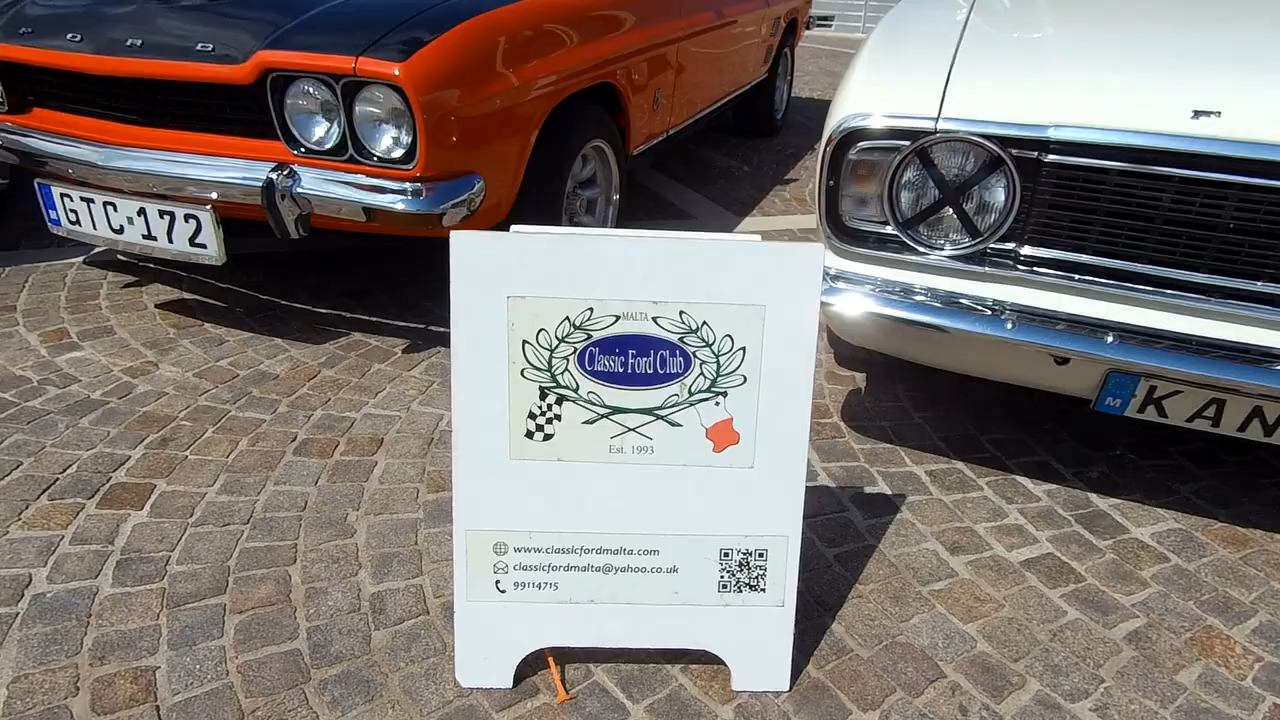 FORD
GTC·172
M
KAN
MALTA
Classic Ford Club
Est. 1993
www.classicfordmalta.com
classicfordmalta@yahoo.co.uk
99114715